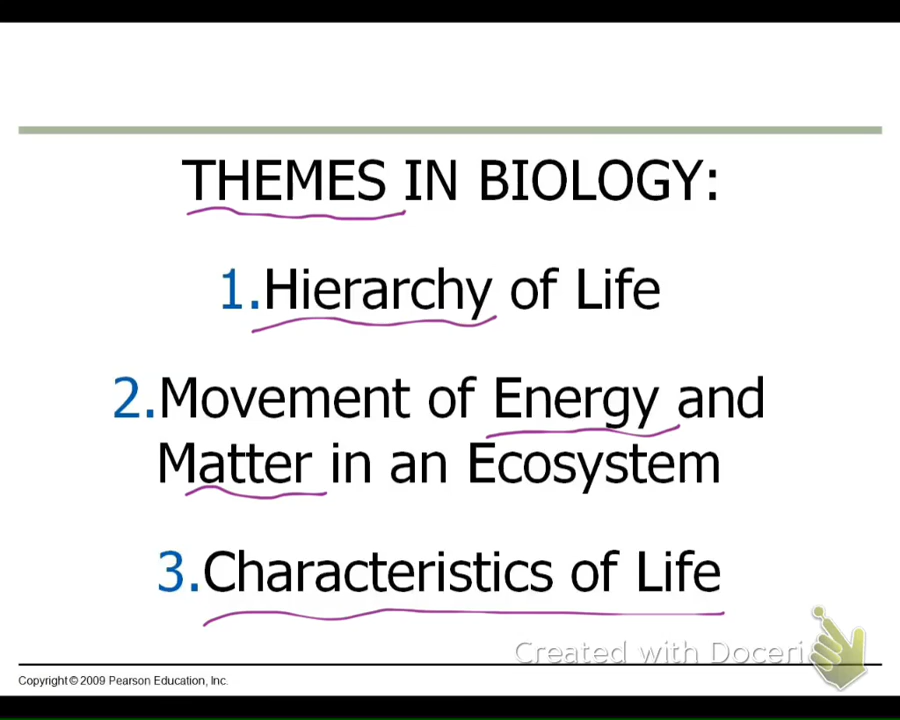 THEMES IN BIOLOGY:
1.Hierarchy of Life
2.Movement of Energy and
Matter in an Ecosystem
3.Characteristics of Life
Created with Doceri
Copyright © 2009 Pearson Education, Inc.